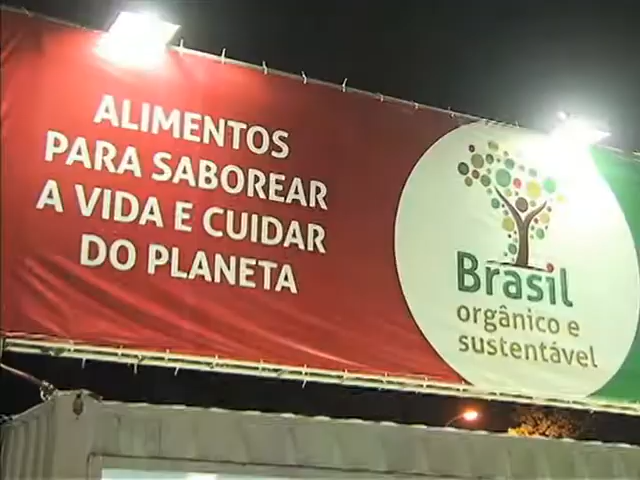 ALIMENTOS
PARA SABOREAR
A VIDA E CUIDAR
DO PLANETA
Brasil
orgânico e
sustentável